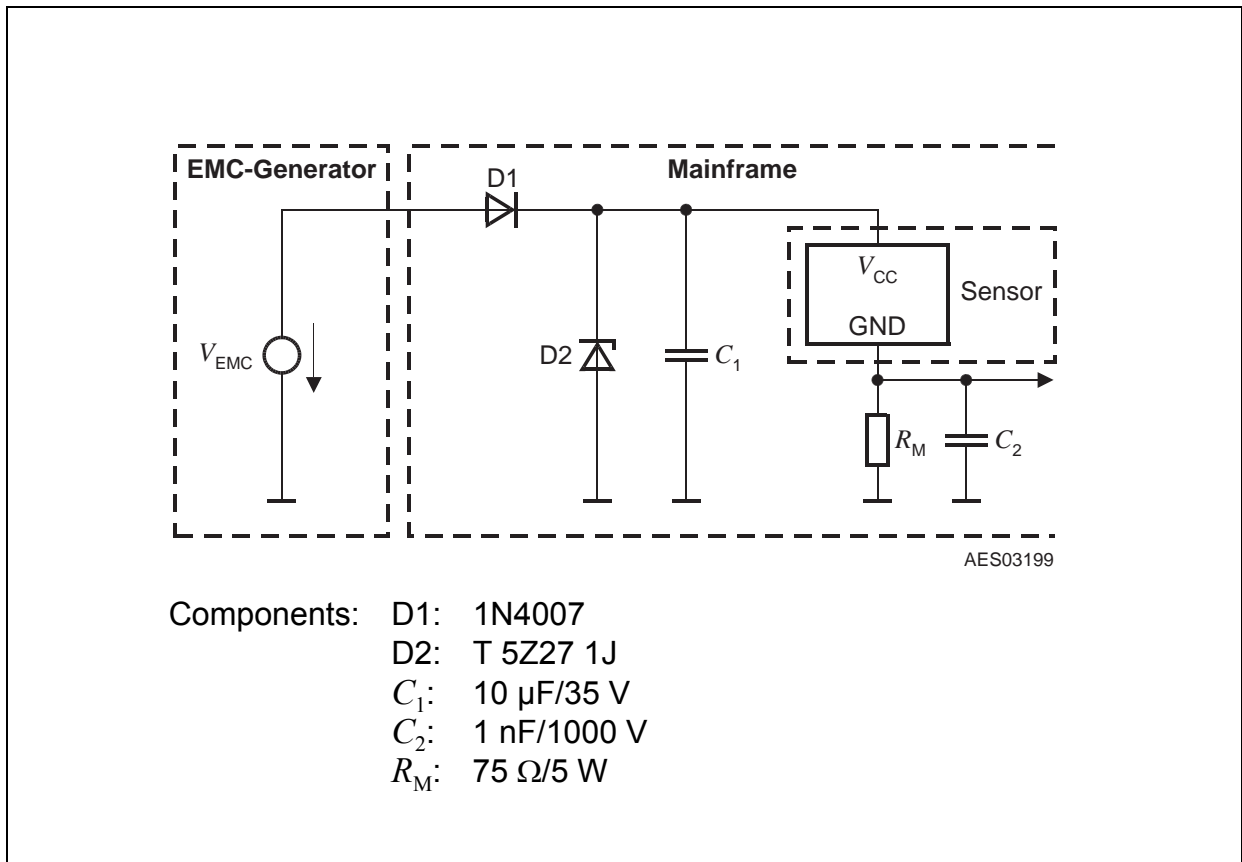 EMC-Generator
Mainframe
D1
V_CC
Sensor
GND
V_EMC
D2
C_1
R_M
C_2
AES03199
Components: D1: 1N4007
D2: T 5Z27 1J
C_1: 10 µF/35 V
C_2: 1 nF/1000 V
R_M: 75 Ω/5 W